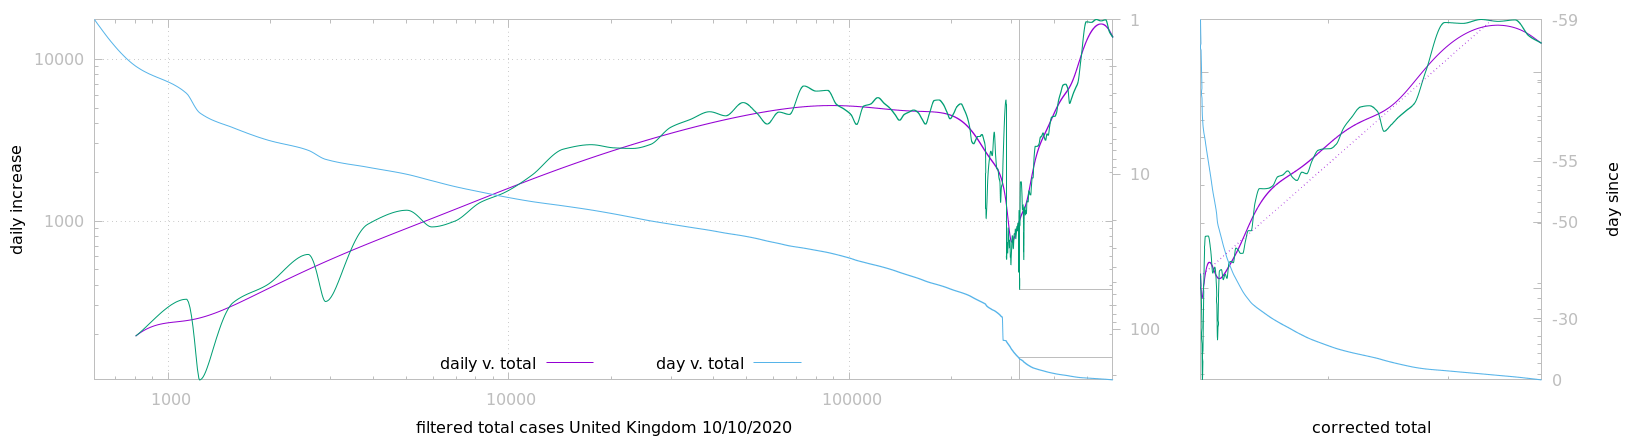 10000
1000
daily increase
1
10
100
daily v. total
day v. total
1000
10000
100000
filtered total cases United Kingdom 10/10/2020
-59
-55
-50
-30
0
day since
corrected total